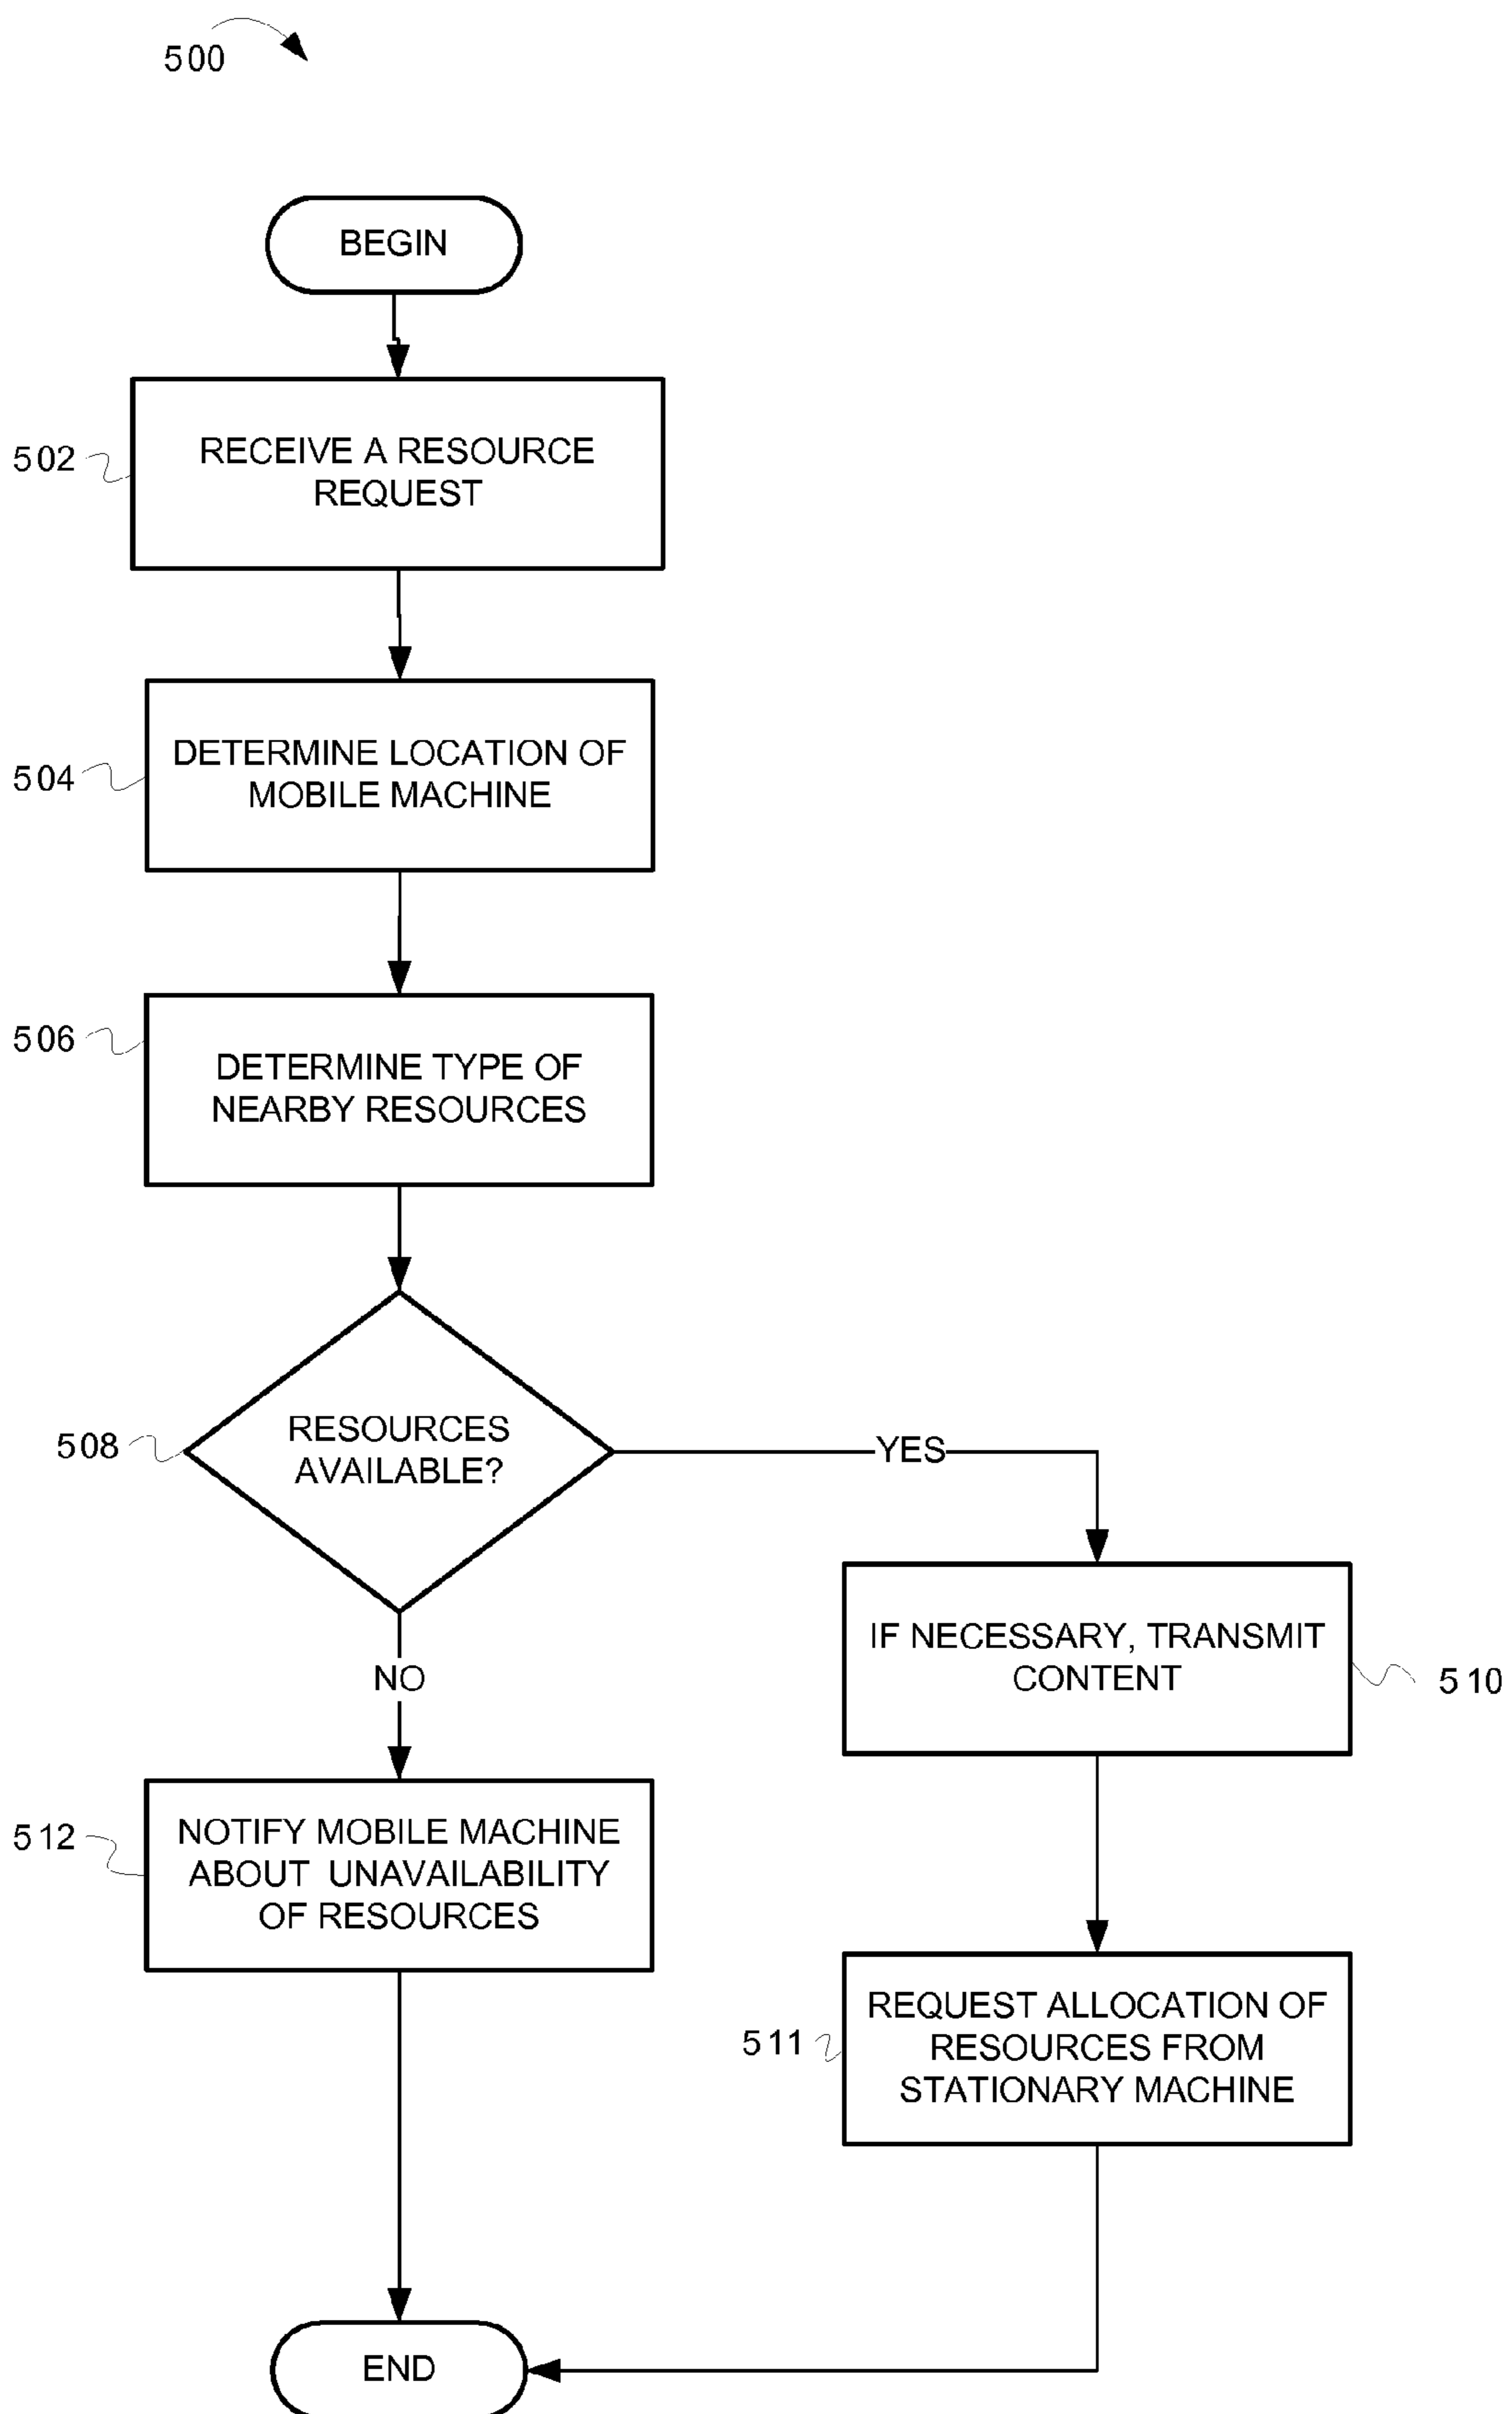 500
BEGIN
502
RECEIVE A RESOURCE
REQUEST
504
DETERMINE LOCATION OF
MOBILE MACHINE
506
DETERMINE TYPE OF
NEARBY RESOURCES
508
RESOURCES
AVAILABLE?
YES
NO
IF NECESSARY, TRANSMIT
CONTENT
510
512
NOTIFY MOBILE MACHINE
ABOUT UNAVAILABILITY
OF RESOURCES
511
REQUEST ALLOCATION OF
RESOURCES FROM
STATIONARY MACHINE
END